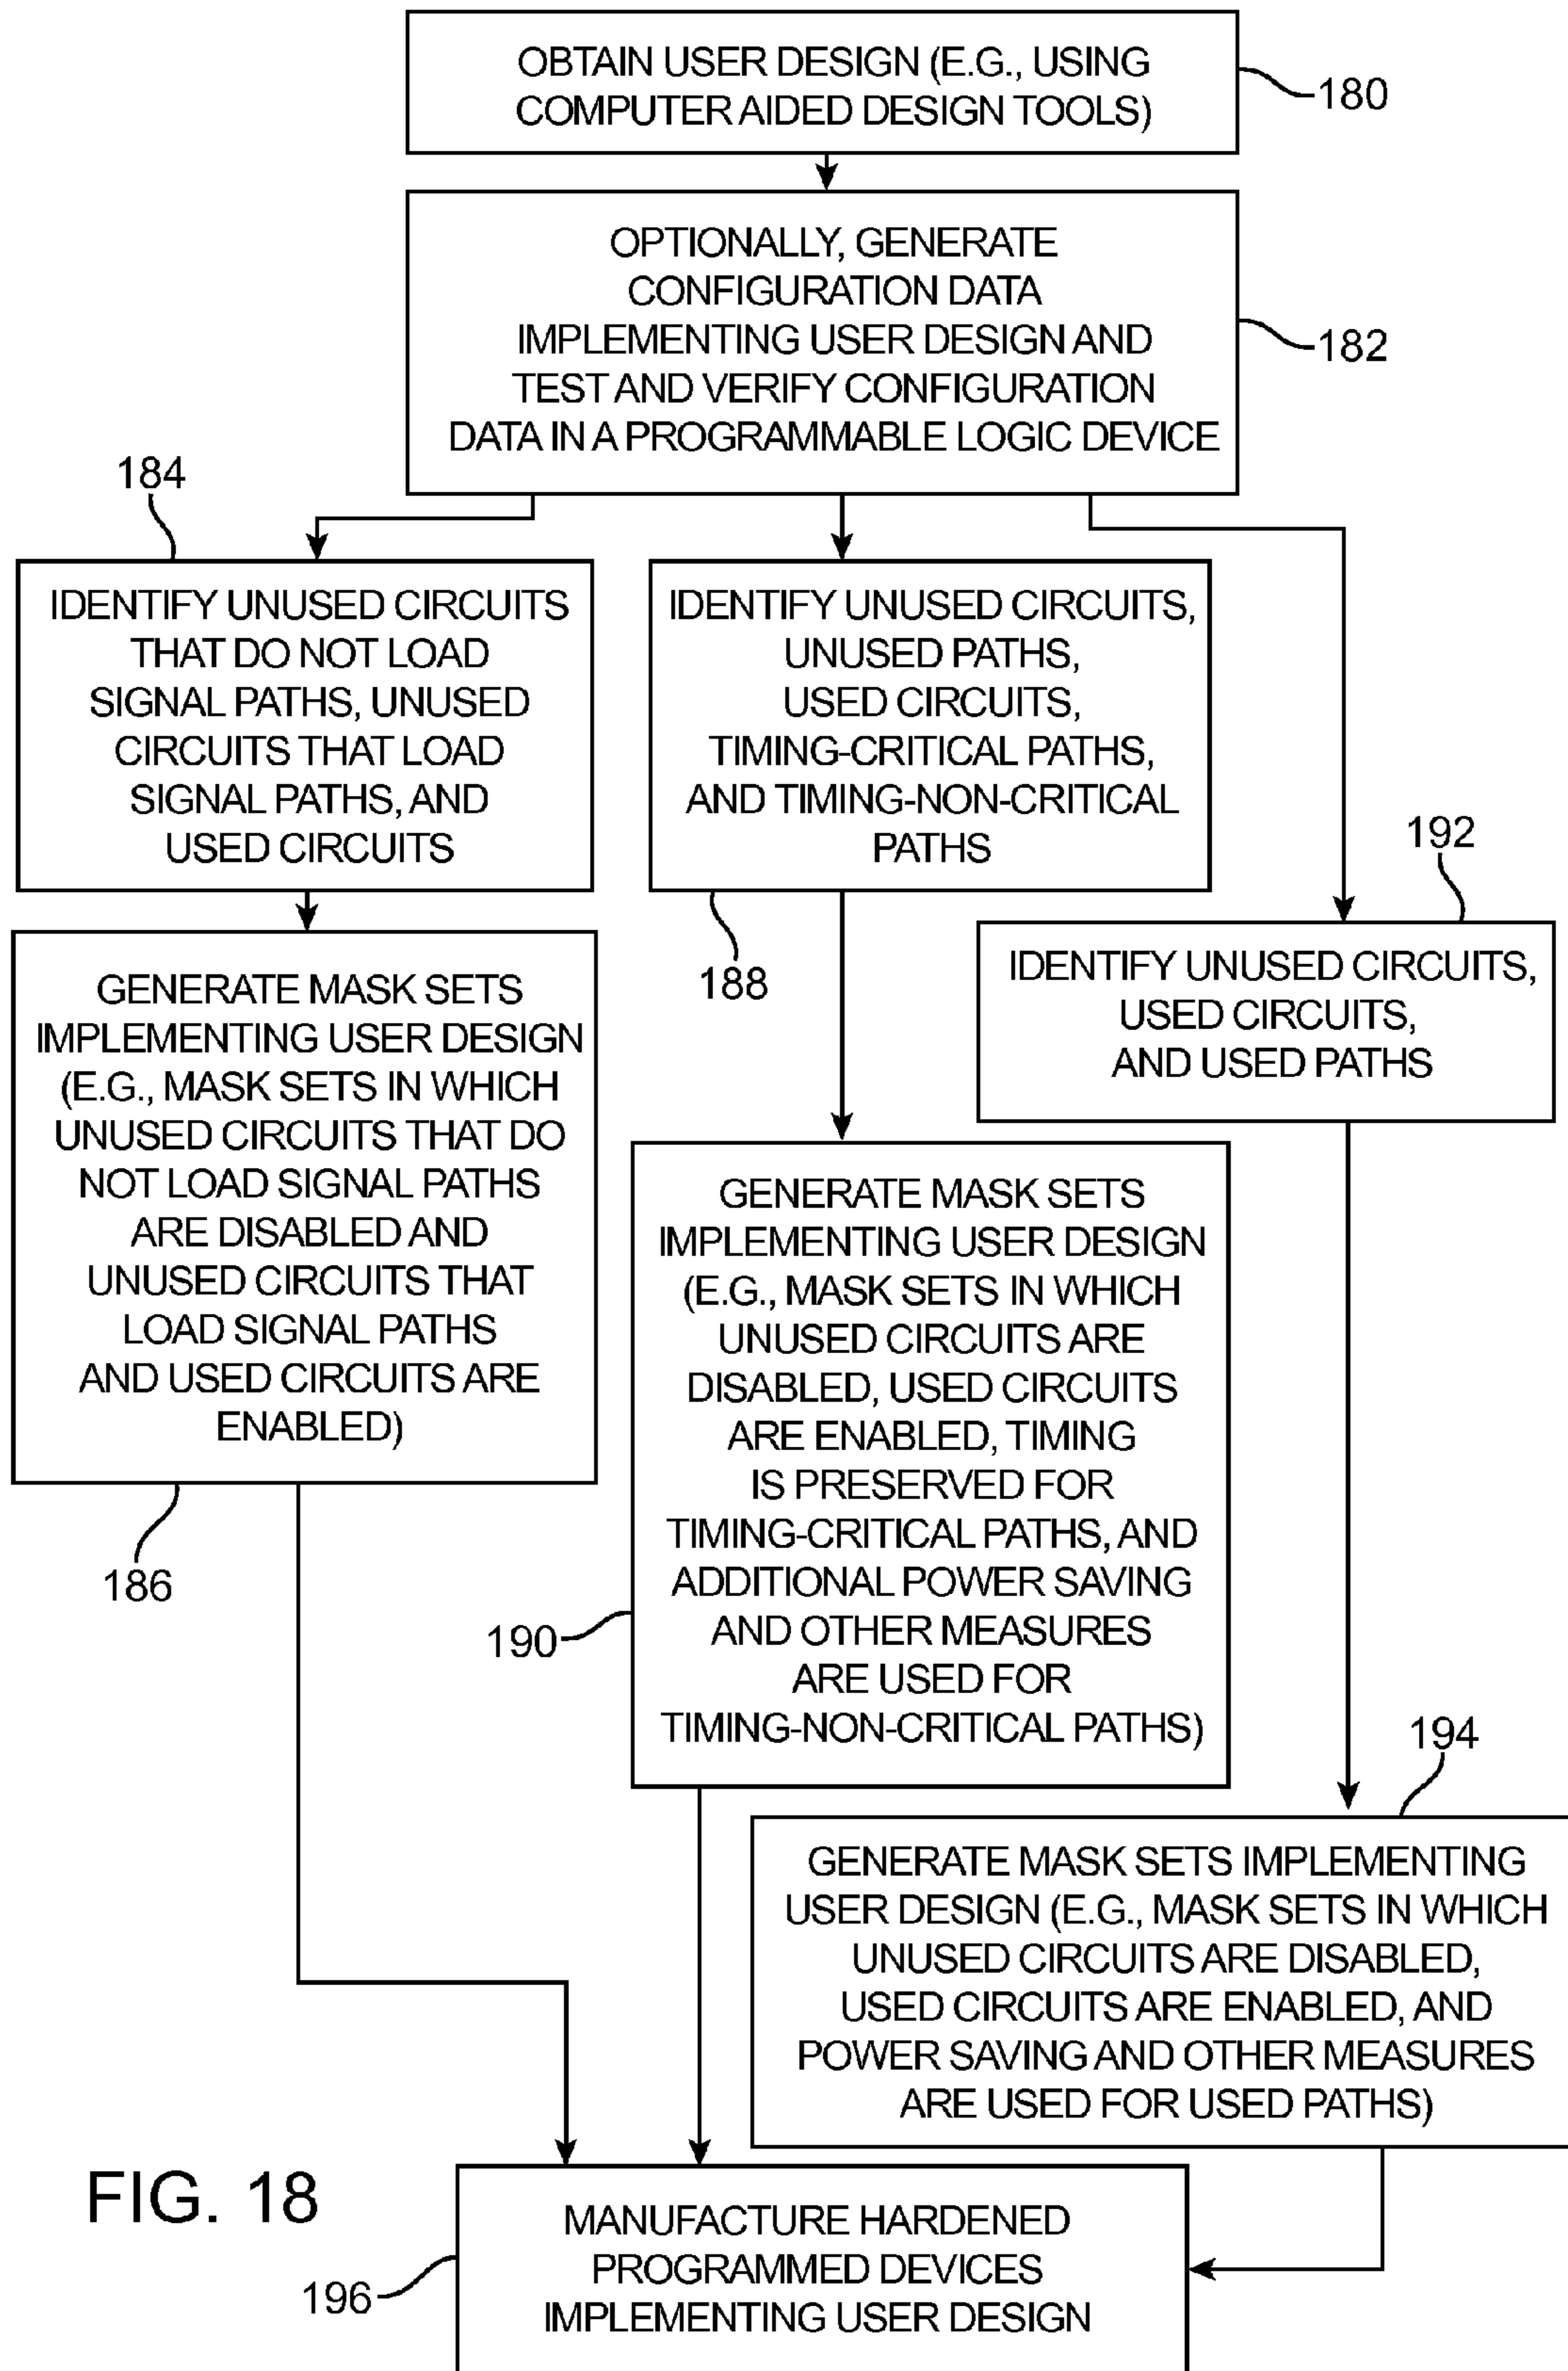 OBTAIN USER DESIGN (E.G., USING
COMPUTER AIDED DESIGN TOOLS)
180
OPTIONALLY, GENERATE
CONFIGURATION DATA
IMPLEMENTING USER DESIGN AND
TEST AND VERIFY CONFIGURATION
DATA IN A PROGRAMMABLE LOGIC DEVICE
182
184
IDENTIFY UNUSED CIRCUITS
THAT DO NOT LOAD
SIGNAL PATHS, UNUSED
CIRCUITS THAT LOAD
SIGNAL PATHS, AND
USED CIRCUITS
IDENTIFY UNUSED CIRCUITS,
UNUSED PATHS,
USED CIRCUITS,
TIMING-CRITICAL PATHS,
AND TIMING-NON-CRITICAL
PATHS
188
192
IDENTIFY UNUSED CIRCUITS,
USED CIRCUITS,
AND USED PATHS
GENERATE MASK SETS
IMPLEMENTING USER DESIGN
(E.G., MASK SETS IN WHICH
UNUSED CIRCUITS THAT DO
NOT LOAD SIGNAL PATHS
ARE DISABLED AND
UNUSED CIRCUITS THAT
LOAD SIGNAL PATHS
AND USED CIRCUITS ARE
ENABLED)
186
GENERATE MASK SETS
IMPLEMENTING USER DESIGN
(E.G., MASK SETS IN WHICH
UNUSED CIRCUITS ARE
DISABLED, USED CIRCUITS
ARE ENABLED, TIMING
IS PRESERVED FOR
TIMING-CRITICAL PATHS, AND
ADDITIONAL POWER SAVING
AND OTHER MEASURES
ARE USED FOR
TIMING-NON-CRITICAL PATHS)
190
194
GENERATE MASK SETS IMPLEMENTING
USER DESIGN (E.G., MASK SETS IN WHICH
UNUSED CIRCUITS ARE DISABLED,
USED CIRCUITS ARE ENABLED, AND
POWER SAVING AND OTHER MEASURES
ARE USED FOR USED PATHS)
FIG. 18
MANUFACTURE HARDENED
PROGRAMMED DEVICES
IMPLEMENTING USER DESIGN
196